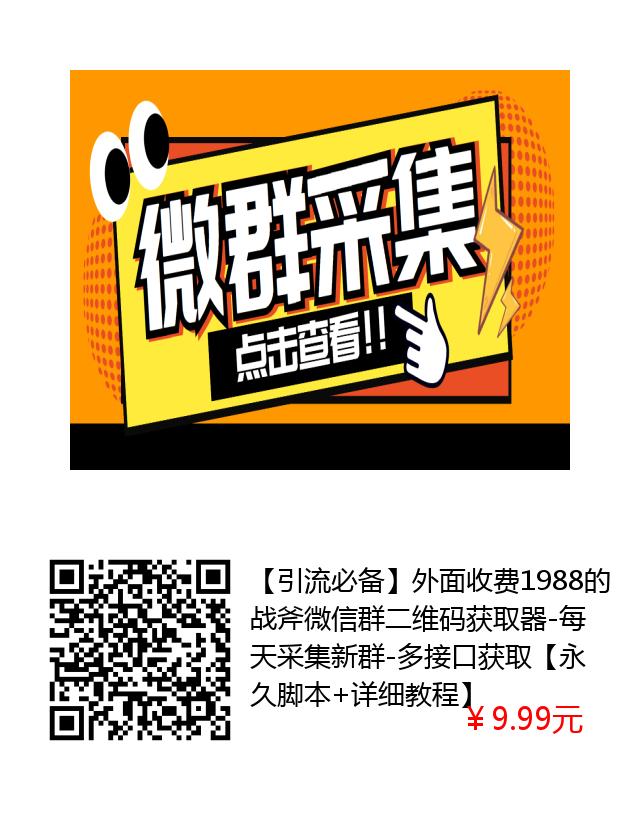 微群采集
点击查看!!
【引流必备】外面收费1988的
战斧微信群二维码获取器-每
天采集新群-多接口获取【永
久脚本+详细教程】
￥9.99元